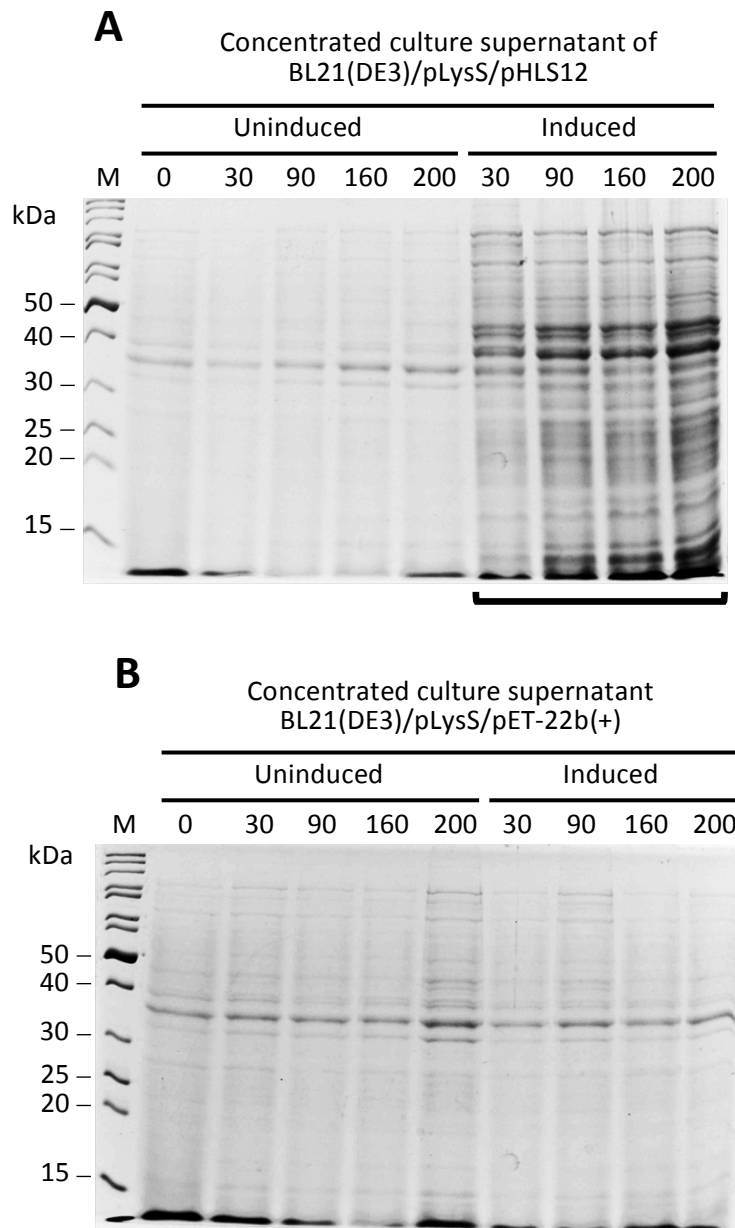 A
Concentrated culture supernatant of
BL21(DE3)/pLysS/pHLS12
Uninduced Induced
M 0 30 90 160 200 30 90 160 200
kDa
50
40
30
25
20
15
B
Concentrated culture supernatant
BL21(DE3)/pLysS/pET-22b(+)
Uninduced Induced
M 0 30 90 160 200 30 90 160 200
kDa
50
40
30
25
20
15